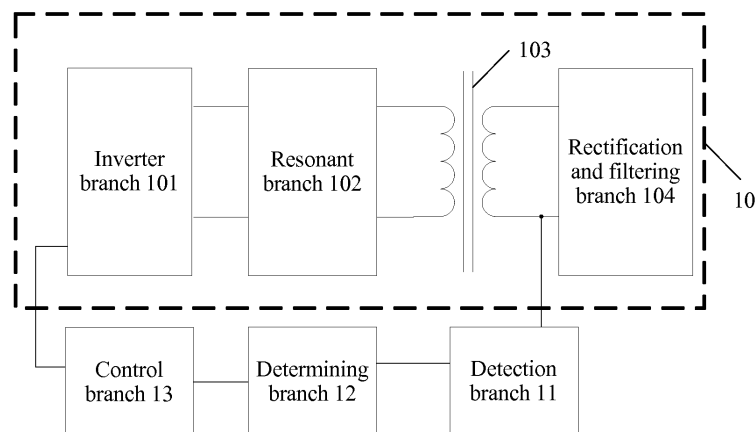 103
Inverter
branch 101
Resonant
branch 102
Rectification
and filtering
branch 104
10
Control
branch 13
Determining
branch 12
Detection
branch 11